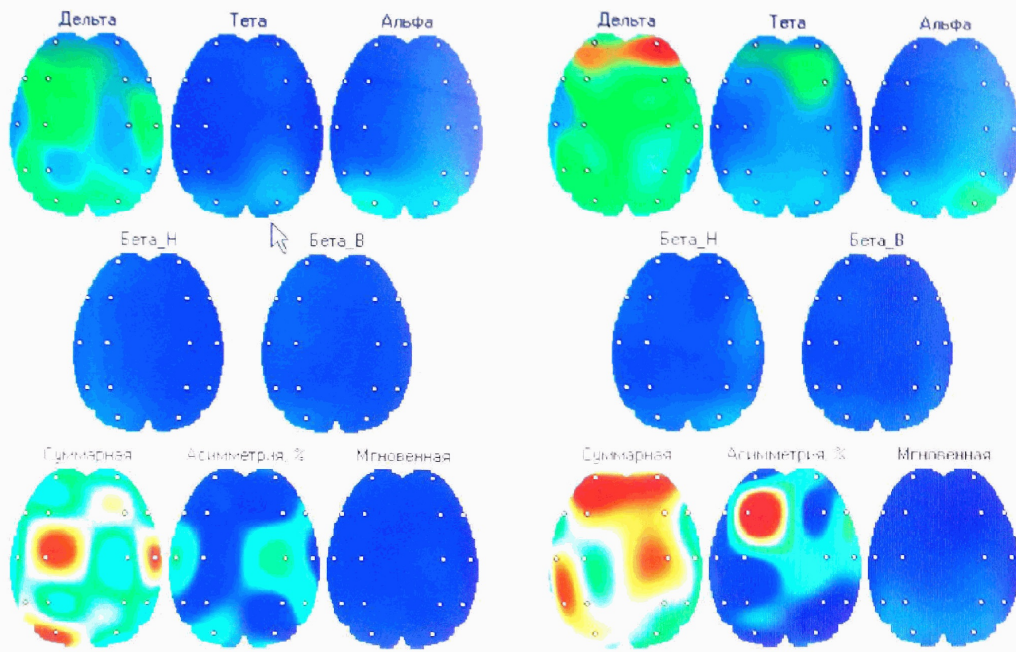 Дельта Тета Альфа Дельта Тета Альфа
Бета_Н Бета_В Бета_Н Бета_В
Суммарная Асимметрия, % Мгновенная Суммарная Асимметрия, % Мгновенная